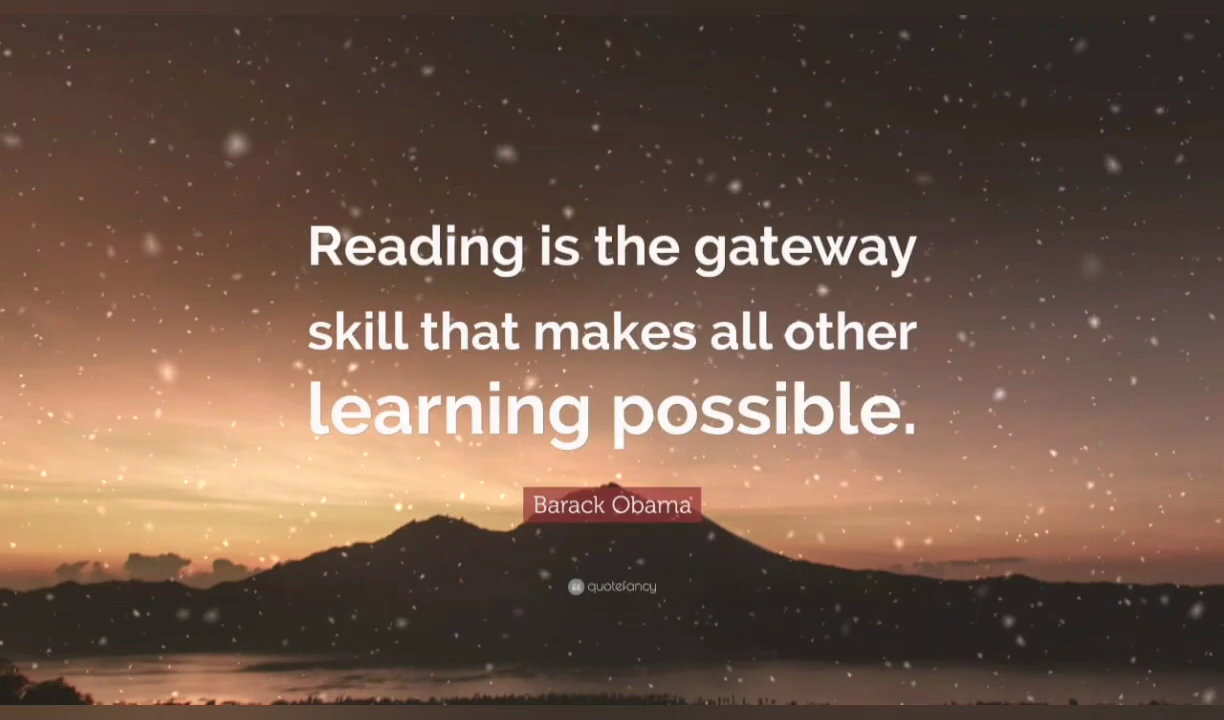 Reading is the gateway
skill that makes all other
learning possible.
Barack Obama
quotefancy